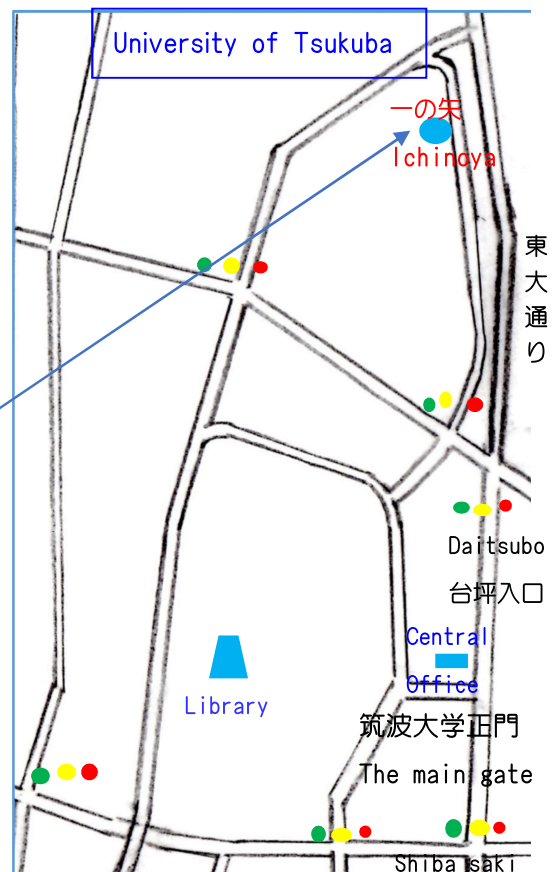 University of Tsukuba
一の矢
Ichinoya
東大通り
Daitsubo
台坪入口
Central
Office
Library
筑波大学正門
The main gate
Shibasaki